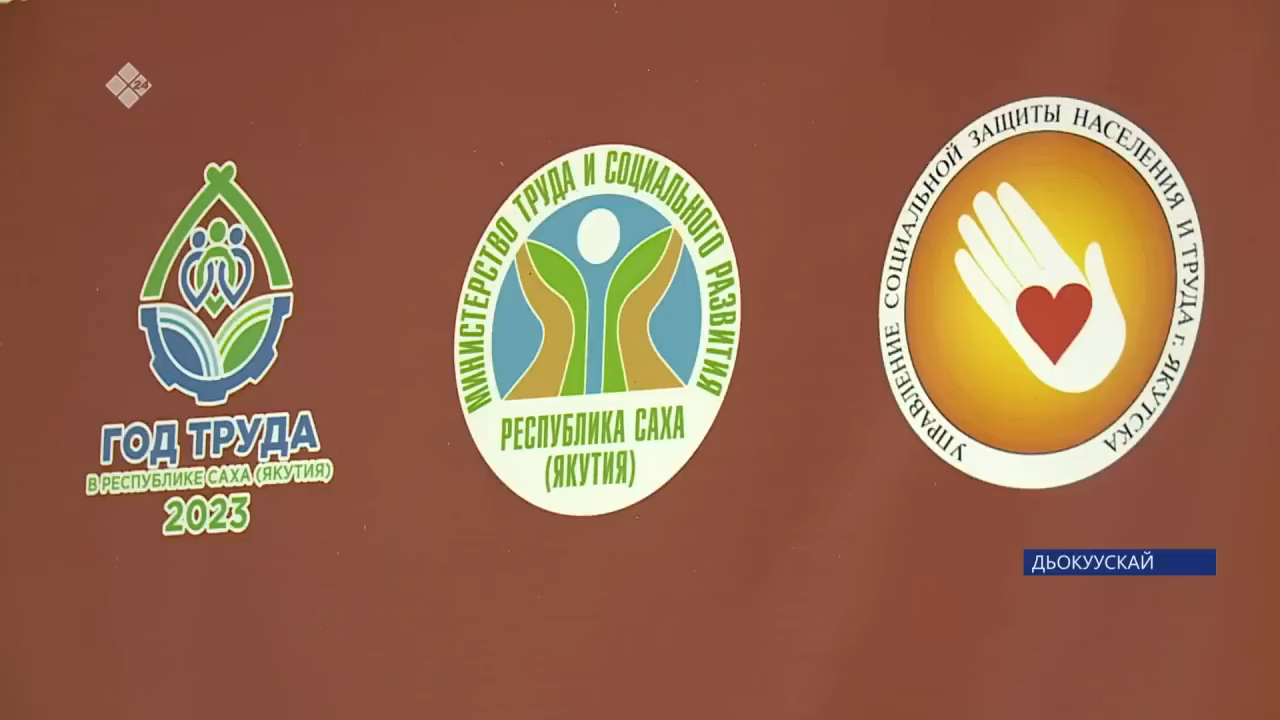 24
ГОД ТРУДА
В РЕСПУБЛИКЕ САХА (ЯКУТИЯ)
2023
МИНИСТЕРСТВО ТРУДА И СОЦИАЛЬНОГО РАЗВИТИЯ
РЕСПУБЛИКА САХА
(ЯКУТИЯ)
УПРАВЛЕНИЕ СОЦИАЛЬНОЙ ЗАЩИТЫ НАСЕЛЕНИЯ И ТРУДА г. ЯКУТСКА
ДЬОКУУСКАЙ